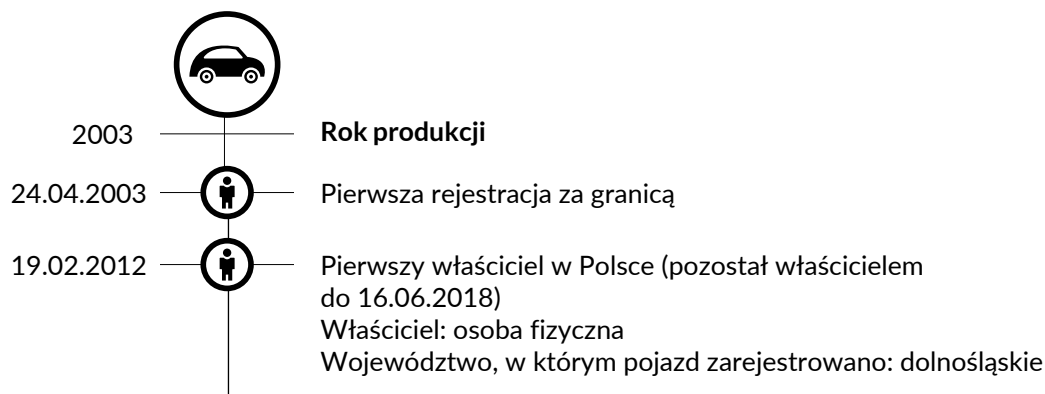 2003 Rok produkcji
24.04.2003 Pierwsza rejestracja za granicą
19.02.2012 Pierwszy właściciel w Polsce (pozostał właścicielem
do 16.06.2018)
Właściciel: osoba fizyczna
Województwo, w którym pojazd zarejestrowano: dolnośląskie